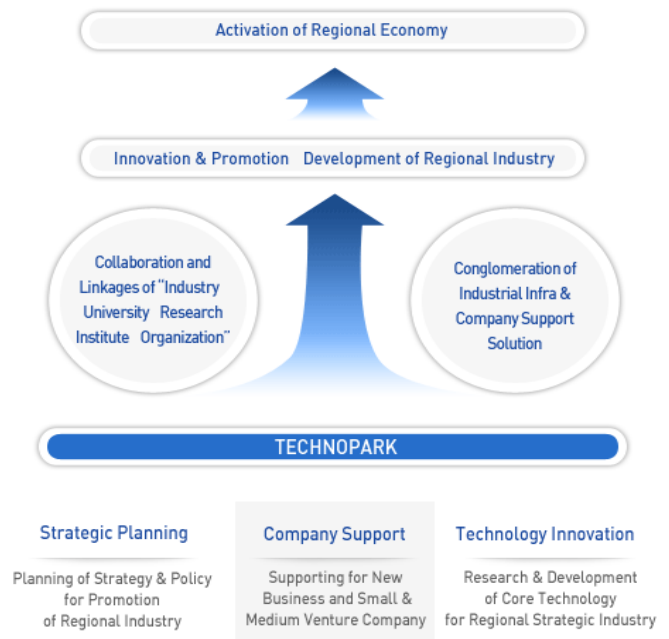 Activation of Regional Economy
Innovation & Promotion Development of Regional Industry
Collaboration and
Linkages of "Industry
University Research
Institute Organization"
Conglomeration of
Industrial Infra &
Company Support
Solution
TECHNOPARK
Strategic Planning
Planning of Strategy & Policy
for Promotion
of Regional Industry
Company Support
Supporting for New
Business and Small &
Medium Venture Company
Technology Innovation
Research & Development
of Core Technology
for Regional Strategic Industry